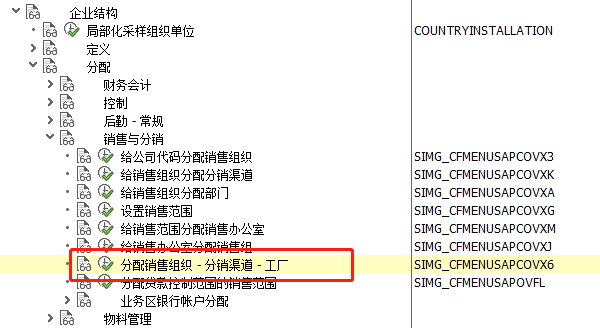 企业结构
局部化采样组织单位 COUNTRYINSTALLATION
定义
分配
财务会计
控制
后勤 - 常规
销售与分销
给公司代码分配销售组织 SIMG_CFMENUSAPCOVX3
给销售组织分配分销渠道 SIMG_CFMENUSAPCOVXK
给销售组织分配部门 SIMG_CFMENUSAPCOVXA
设置销售范围 SIMG_CFMENUSAPCOVXG
给销售范围分配销售办公室 SIMG_CFMENUSAPCOVXM
给销售办公室分配销售组 SIMG_CFMENUSAPCOVXJ
分配销售组织 - 分销渠道 - 工厂 SIMG_CFMENUSAPCOVX6
分配贷款控制范围的销售范围 SIMG_CFMENUSAPOVFL
业务区银行帐户分配
物料管理